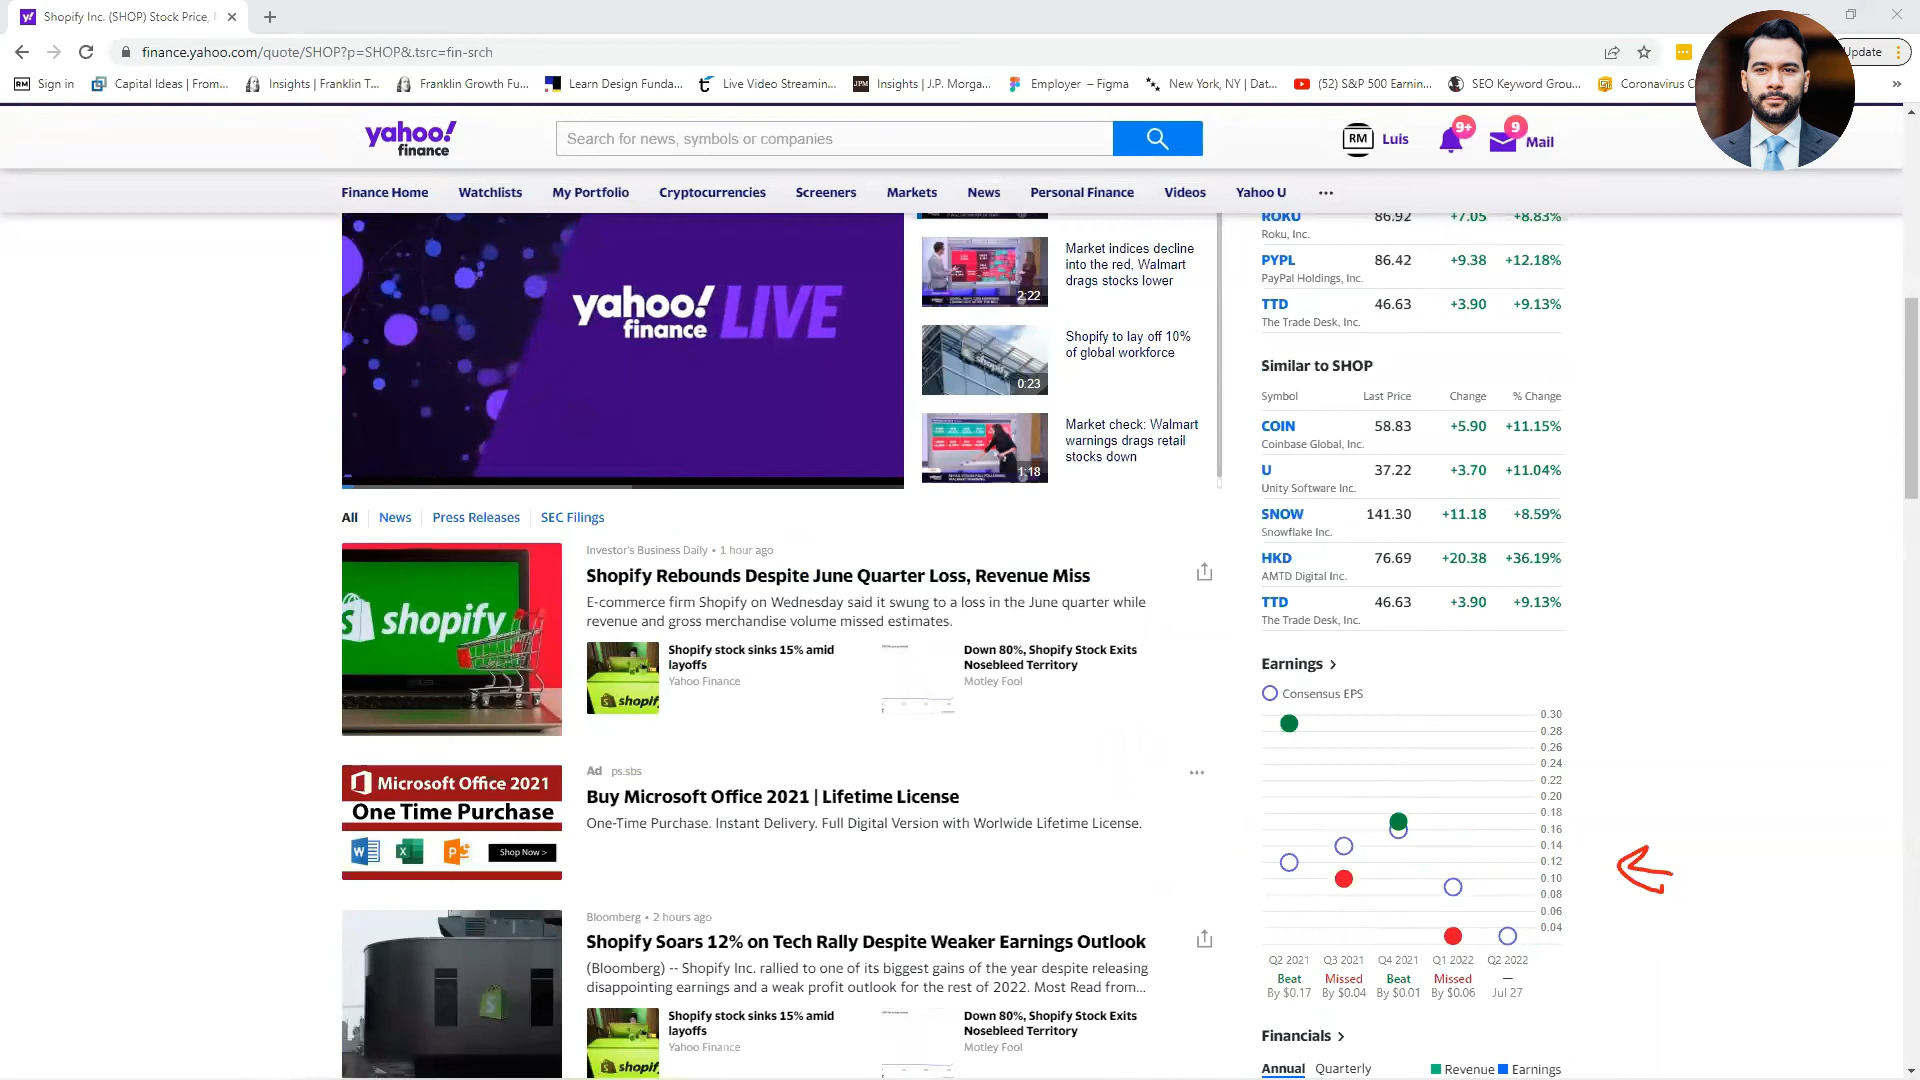 Shopify Inc. (SHOP) Stock Price,
finance.yahoo.com/quote/SHOP?p=SHOP&.tsrc=fin-srch
Update
RM Sign in
Capital Ideas | From...
Insights | Franklin T...
Franklin Growth Fu...
Learn Design Funda...
Live Video Streamin...
JPM Insights | J.P. Morga...
Employer – Figma
New York, NY | Dat...
(52) S&P 500 Earnin...
SEO Keyword Grou...
Coronavirus C
yahoo!
finance
Search for news, symbols or companies
RM Luis
9+
9
Mail
Finance Home
Watchlists
My Portfolio
Cryptocurrencies
Screeners
Markets
News
Personal Finance
Videos
Yahoo U
yahoo!
finance
LIVE
2:22
Market indices decline
into the red, Walmart
drags stocks lower
0:23
Shopify to lay off 10%
of global workforce
1:18
Market check: Walmart
warnings drags retail
stocks down
ROKU 86.92 +7.05 +8.83%
Roku, Inc.
PYPL 86.42 +9.38 +12.18%
PayPal Holdings, Inc.
TTD 46.63 +3.90 +9.13%
The Trade Desk, Inc.
Similar to SHOP
Symbol Last Price Change % Change
COIN 58.83 +5.90 +11.15%
Coinbase Global, Inc.
U 37.22 +3.70 +11.04%
Unity Software Inc.
SNOW 141.30 +11.18 +8.59%
Snowflake Inc.
HKD 76.69 +20.38 +36.19%
AMTD Digital Inc.
TTD 46.63 +3.90 +9.13%
The Trade Desk, Inc.
All News Press Releases SEC Filings
shopify
Investor's Business Daily • 1 hour ago
Shopify Rebounds Despite June Quarter Loss, Revenue Miss
E-commerce firm Shopify on Wednesday said it swung to a loss in the June quarter while
revenue and gross merchandise volume missed estimates.
shopify
Shopify stock sinks 15% amid
layoffs
Yahoo Finance
Down 80%, Shopify Stock Exits
Nosebleed Territory
Motley Fool
Microsoft Office 2021
One Time Purchase
Shop Now >
Ad ps.sbs
Buy Microsoft Office 2021 | Lifetime License
One-Time Purchase. Instant Delivery. Full Digital Version with Worlwide Lifetime License.
Bloomberg • 2 hours ago
Shopify Soars 12% on Tech Rally Despite Weaker Earnings Outlook
(Bloomberg) -- Shopify Inc. rallied to one of its biggest gains of the year despite releasing
disappointing earnings and a weak profit outlook for the rest of 2022. Most Read from...
shopify
Shopify stock sinks 15% amid
layoffs
Yahoo Finance
Down 80%, Shopify Stock Exits
Nosebleed Territory
Motley Fool
Earnings >
Consensus EPS
0.30
0.28
0.26
0.24
0.22
0.20
0.18
0.16
0.14
0.12
0.10
0.08
0.06
0.04
Q2 2021 Q3 2021 Q4 2021 Q1 2022 Q2 2022
Beat Missed Beat Missed —
By $0.17 By $0.04 By $0.01 By $0.06 Jul 27
Financials >
Annual Quarterly
Revenue Earnings